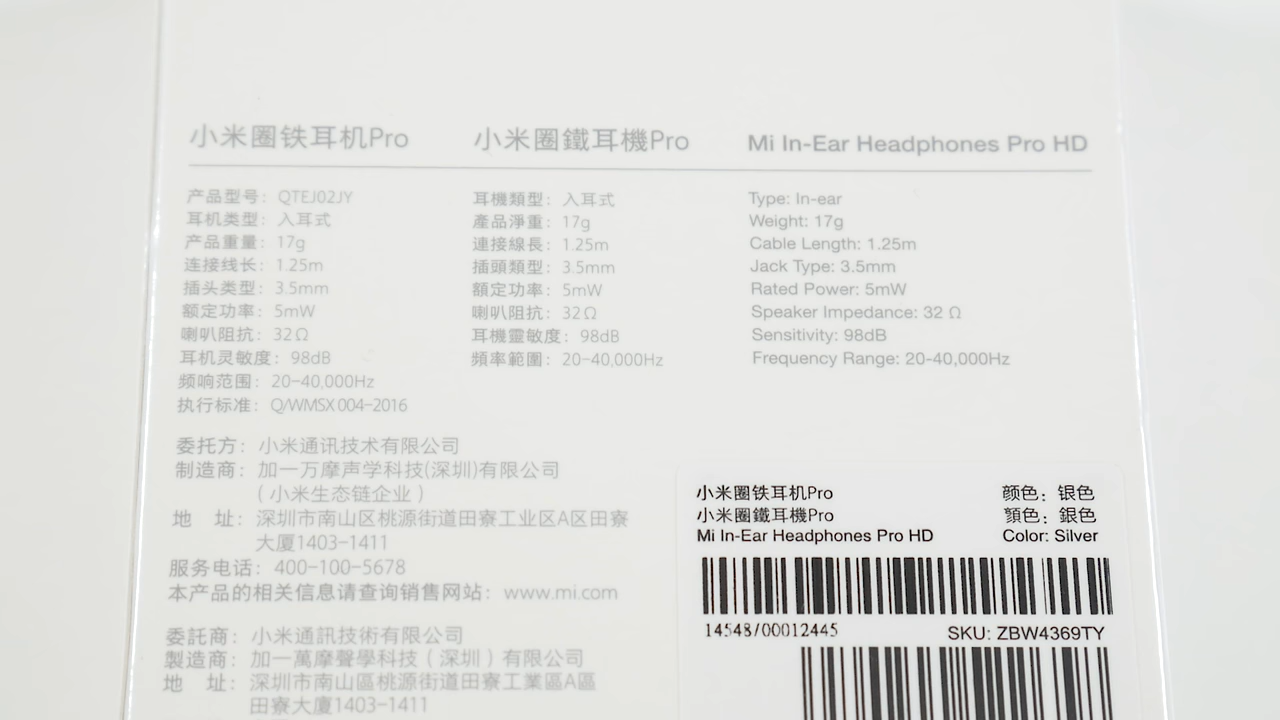 小米圈铁耳机Pro
产品型号：QTEJ02JY
耳机类型：入耳式
产品重量：17g
连接线长：1.25m
插头类型：3.5mm
额定功率：5mW
喇叭阻抗：32Ω
耳机灵敏度：98dB
频响范围：20-40,000Hz
执行标准：Q/WMSX 004-2016
小米圈鐵耳機Pro
耳機類型：入耳式
產品淨重：17g
連接線長：1.25m
插頭類型：3.5mm
額定功率：5mW
喇叭阻抗：32Ω
耳機靈敏度：98dB
頻率範圍：20-40,000Hz
Mi In-Ear Headphones Pro HD
Type: In-ear
Weight: 17g
Cable Length: 1.25m
Jack Type: 3.5mm
Rated Power: 5mW
Speaker Impedance: 32 Ω
Sensitivity: 98dB
Frequency Range: 20-40,000Hz
委托方：小米通讯技术有限公司
制造商：加一万摩声学科技(深圳)有限公司
（小米生态链企业）
地 址：深圳市南山区桃源街道田寮工业区A区田寮
大厦1403-1411
服务电话：400-100-5678
本产品的相关信息请查询销售网站：www.mi.com
委託商：小米通訊技術有限公司
製造商：加一萬摩聲學科技（深圳）有限公司
地 址：深圳市南山區桃源街道田寮工業區A區
田寮大廈1403-1411
小米圈铁耳机Pro 颜色：银色
小米圈鐵耳機Pro 顏色：銀色
Mi In-Ear Headphones Pro HD Color: Silver
14548/00012445 SKU: ZBW4369TY